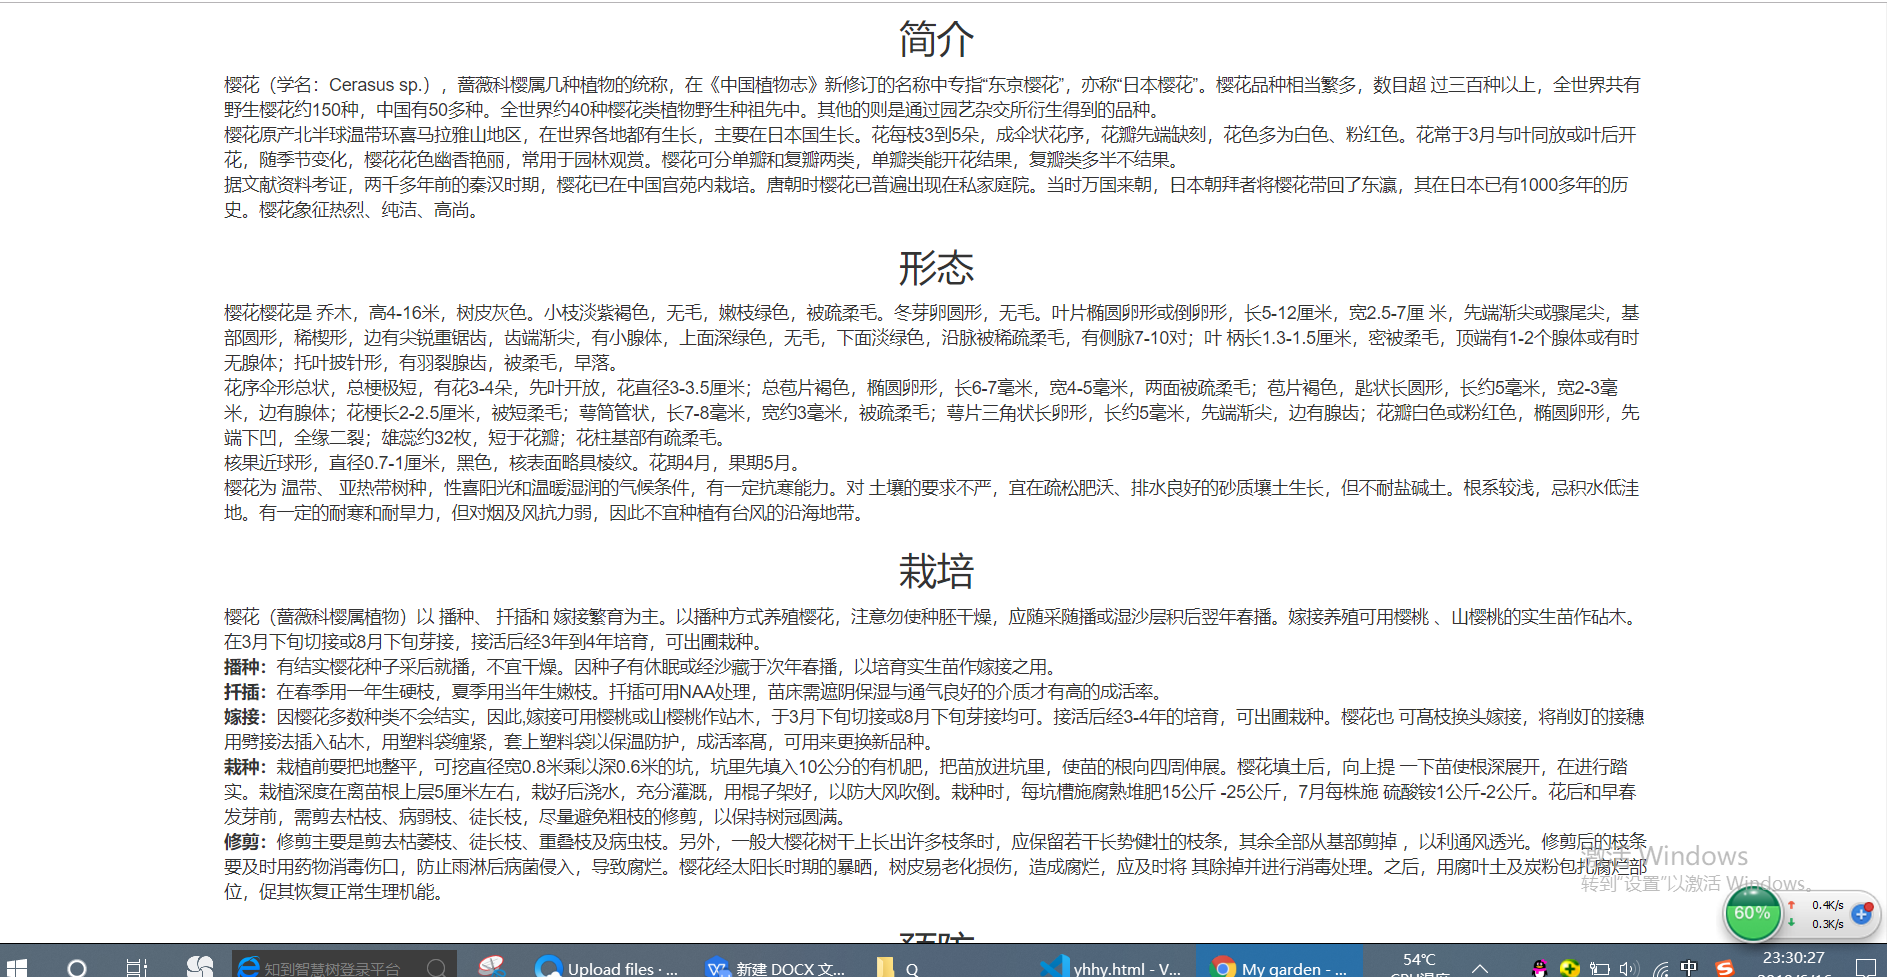 简介
樱花（学名：Cerasus sp.），蔷薇科樱属几种植物的统称，在《中国植物志》新修订的名称中专指“东京樱花”，亦称“日本樱花”。樱花品种相当繁多，数目超 过三百种以上，全世界共有
野生樱花约150种，中国有50多种。全世界约40种樱花类植物野生种祖先中。其他的则是通过园艺杂交所衍生得到的品种。
樱花原产北半球温带环喜马拉雅山地区，在世界各地都有生长，主要在日本国生长。花每枝3到5朵，成伞状花序，花瓣先端缺刻，花色多为白色、粉红色。花常于3月与叶同放或叶后开
花，随季节变化，樱花花色幽香艳丽，常用于园林观赏。樱花可分单瓣和复瓣两类，单瓣类能开花结果，复瓣类多半不结果。
据文献资料考证，两千多年前的秦汉时期，樱花已在中国宫苑内栽培。唐朝时樱花已普遍出现在私家庭院。当时万国来朝，日本朝拜者将樱花带回了东瀛，其在日本已有1000多年的历
史。樱花象征热烈、纯洁、高尚。
形态
樱花樱花是 乔木，高4-16米，树皮灰色。小枝淡紫褐色，无毛，嫩枝绿色，被疏柔毛。冬芽卵圆形，无毛。叶片椭圆卵形或倒卵形，长5-12厘米，宽2.5-7厘 米，先端渐尖或骤尾尖，基
部圆形，稀楔形，边有尖锐重锯齿，齿端渐尖，有小腺体，上面深绿色，无毛，下面淡绿色，沿脉被稀疏柔毛，有侧脉7-10对；叶 柄长1.3-1.5厘米，密被柔毛，顶端有1-2个腺体或有时
无腺体；托叶披针形，有羽裂腺齿，被柔毛，早落。
花序伞形总状，总梗极短，有花3-4朵，先叶开放，花直径3-3.5厘米；总苞片褐色，椭圆卵形，长6-7毫米，宽4-5毫米，两面被疏柔毛；苞片褐色，匙状长圆形，长约5毫米，宽2-3毫
米，边有腺体；花梗长2-2.5厘米，被短柔毛；萼筒管状，长7-8毫米，宽约3毫米，被疏柔毛；萼片三角状长卵形，长约5毫米，先端渐尖，边有腺齿；花瓣白色或粉红色，椭圆卵形，先
端下凹，全缘二裂；雄蕊约32枚，短于花瓣；花柱基部有疏柔毛。
核果近球形，直径0.7-1厘米，黑色，核表面略具棱纹。花期4月，果期5月。
樱花为 温带、 亚热带树种，性喜阳光和温暖湿润的气候条件，有一定抗寒能力。对 土壤的要求不严，宜在疏松肥沃、排水良好的砂质壤土生长，但不耐盐碱土。根系较浅，忌积水低洼
地。有一定的耐寒和耐旱力，但对烟及风抗力弱，因此不宜种植有台风的沿海地带。
栽培
樱花（蔷薇科樱属植物）以 播种、 扦插和 嫁接繁育为主。以播种方式养殖樱花，注意勿使种胚干燥，应随采随播或湿沙层积后翌年春播。嫁接养殖可用樱桃 、山樱桃的实生苗作砧木。
在3月下旬切接或8月下旬芽接，接活后经3年到4年培育，可出圃栽种。
播种：有结实樱花种子采后就播，不宜干燥。因种子有休眠或经沙藏于次年春播，以培育实生苗作嫁接之用。
扦插：在春季用一年生硬枝，夏季用当年生嫩枝。扦插可用NAA处理，苗床需遮阴保湿与通气良好的介质才有高的成活率。
嫁接：因樱花多数种类不会结实，因此,嫁接可用樱桃或山樱桃作站木，于3月下旬切接或8月下旬芽接均可。接活后经3-4年的培育，可出圃栽种。樱花也 可高枝换头嫁接，将削好的接穗
用劈接法插入砧木，用塑料袋缠紧，套上塑料袋以保温防护，成活率高，可用来更换新品种。
栽种：栽植前要把地整平，可挖直径宽0.8米乘以深0.6米的坑，坑里先填入10公分的有机肥，把苗放进坑里，使苗的根向四周伸展。樱花填土后，向上提 一下苗使根深展开，在进行踏
实。栽植深度在离苗根上层5厘米左右，栽好后浇水，充分灌溉，用棍子架好，以防大风吹倒。栽种时，每坑槽施腐熟堆肥15公斤 -25公斤，7月每株施 硫酸铵1公斤-2公斤。花后和早春
发芽前，需剪去枯枝、病弱枝、徒长枝，尽量避免粗枝的修剪，以保持树冠圆满。
修剪：修剪主要是剪去枯萎枝、徒长枝、重叠枝及病虫枝。另外，一般大樱花树干上长出许多枝条时，应保留若干长势健壮的枝条，其余全部从基部剪掉 ，以利通风透光。修剪后的枝条
要及时用药物消毒伤口，防止雨淋后病菌侵入，导致腐烂。樱花经太阳长时期的暴晒，树皮易老化损伤，造成腐烂，应及时将 其除掉并进行消毒处理。之后，用腐叶土及炭粉包扎腐烂部
位，促其恢复正常生理机能。
激活 Windows
转到“设置”以激活 Windows。
60%
0.4K/s
0.3K/s
预防
知到智慧树登录平台
Upload files · ...
新建 DOCX 文...
Q
yhhy.html - V...
My garden - ...
54℃
CPU温度
中
23:30:27